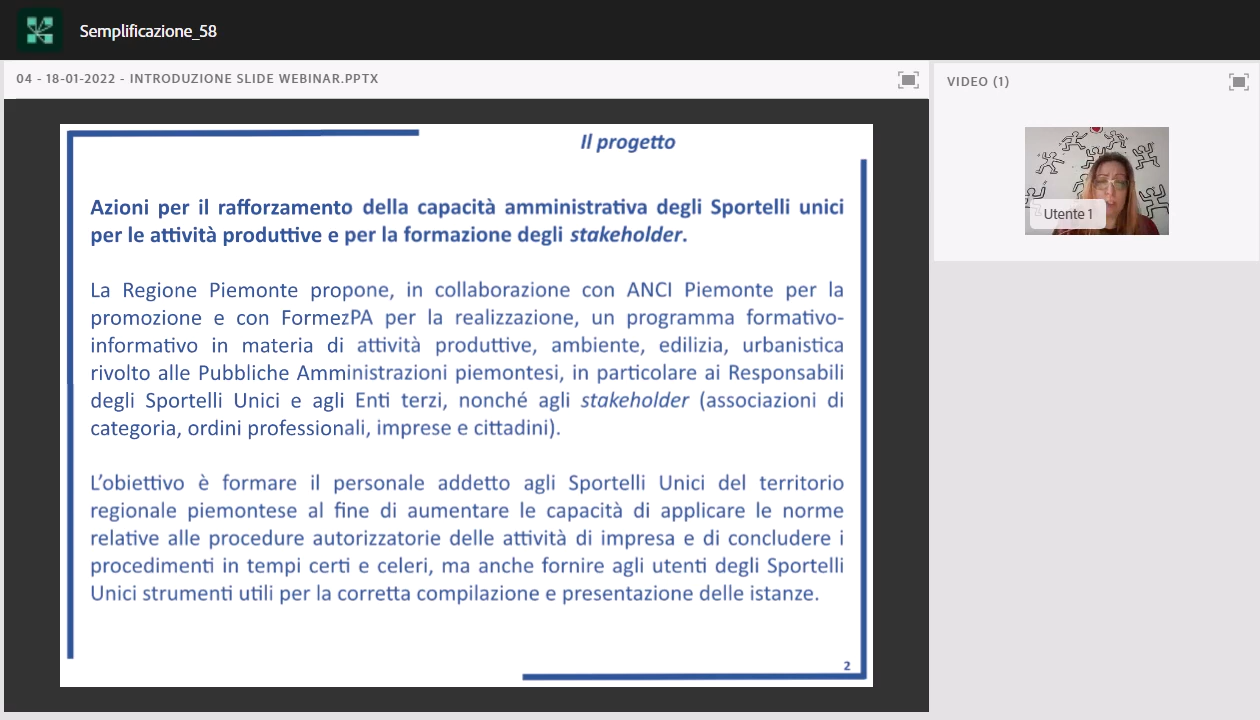 Semplificazione_58
04 - 18-01-2022 - INTRODUZIONE SLIDE WEBINAR.PPTX
VIDEO (1)
Il progetto
Azioni per il rafforzamento della capacità amministrativa degli Sportelli unici
per le attività produttive e per la formazione degli stakeholder.
La Regione Piemonte propone, in collaborazione con ANCI Piemonte per la
promozione e con FormezPA per la realizzazione, un programma formativo-
informativo in materia di attività produttive, ambiente, edilizia, urbanistica
rivolto alle Pubbliche Amministrazioni piemontesi, in particolare ai Responsabili
degli Sportelli Unici e agli Enti terzi, nonché agli stakeholder (associazioni di
categoria, ordini professionali, imprese e cittadini).
L'obiettivo è formare il personale addetto agli Sportelli Unici del territorio
regionale piemontese al fine di aumentare le capacità di applicare le norme
relative alle procedure autorizzatorie delle attività di impresa e di concludere i
procedimenti in tempi certi e celeri, ma anche fornire agli utenti degli Sportelli
Unici strumenti utili per la corretta compilazione e presentazione delle istanze.
2
Utente 1